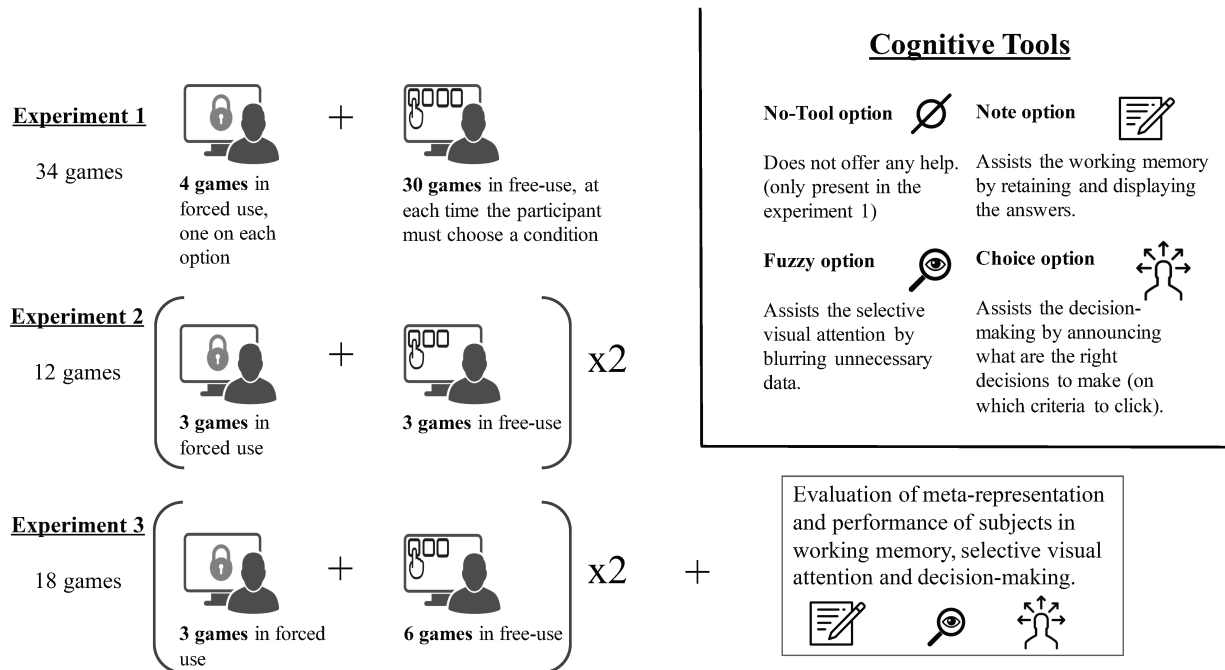 Experiment 1
34 games
+
4 games in
forced use,
one on each
option
30 games in free-use, at
each time the participant
must choose a condition
Experiment 2
12 games
+
x2
3 games in
forced use
3 games in free-use
Experiment 3
18 games
+
x2
3 games in forced
use
6 games in free-use
+
Cognitive Tools
No-Tool option
Does not offer any help.
(only present in the
experiment 1)
Note option
Assists the working memory
by retaining and displaying
the answers.
Fuzzy option
Assists the selective
visual attention by
blurring unnecessary
data.
Choice option
Assists the decision-
making by announcing
what are the right
decisions to make (on
which criteria to click).
Evaluation of meta-representation
and performance of subjects in
working memory, selective visual
attention and decision-making.